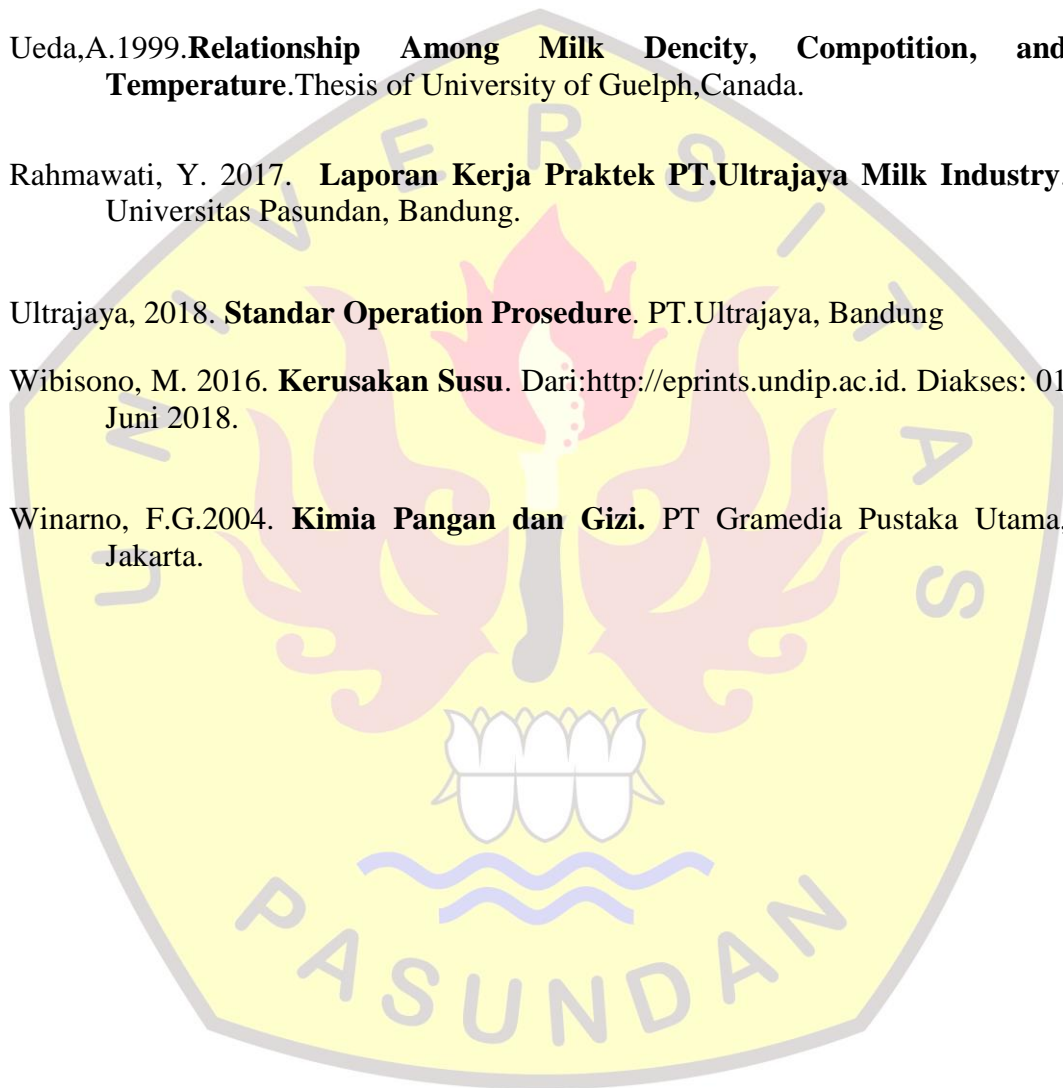 Ueda,A.1999.Relationship Among Milk Dencity, Compotition, and
Temperature.Thesis of University of Guelph,Canada.
Rahmawati, Y. 2017. Laporan Kerja Praktek PT.Ultrajaya Milk Industry.
Universitas Pasundan, Bandung.
Ultrajaya, 2018. Standar Operation Prosedure. PT.Ultrajaya, Bandung
Wibisono, M. 2016. Kerusakan Susu. Dari:http://eprints.undip.ac.id. Diakses: 01
Juni 2018.
Winarno, F.G.2004. Kimia Pangan dan Gizi. PT Gramedia Pustaka Utama,
Jakarta.
UNIVERSITAS
PASUNDAN